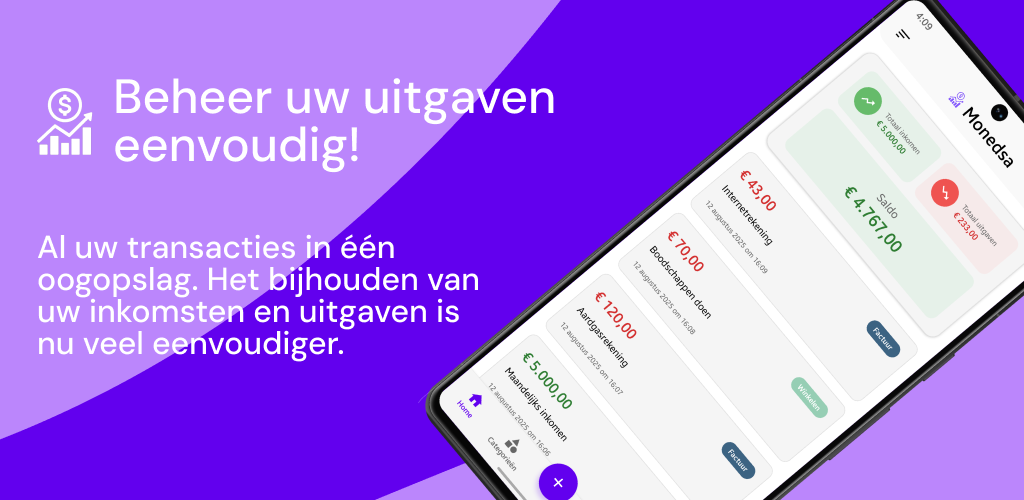 Beheer uw uitgaven
eenvoudig!
Al uw transacties in één
oogopslag. Het bijhouden van
uw inkomsten en uitgaven is
nu veel eenvoudiger.
4:09
Monedsa
Totaal inkomen
€ 5.000,00
Totaal uitgaven
€ 233,00
Saldo
€ 4.767,00
€ 43,00
Internetrekening
12 augustus 2025 om 16:09
Factuur
€ 70,00
Boodschappen doen
12 augustus 2025 om 16:08
Winkelen
€ 120,00
Aardgasrekening
12 augustus 2025 om 16:07
Factuur
€ 5.000,00
Maandelijks inkomen
12 augustus 2025 om 16:06
Home
Categorieën